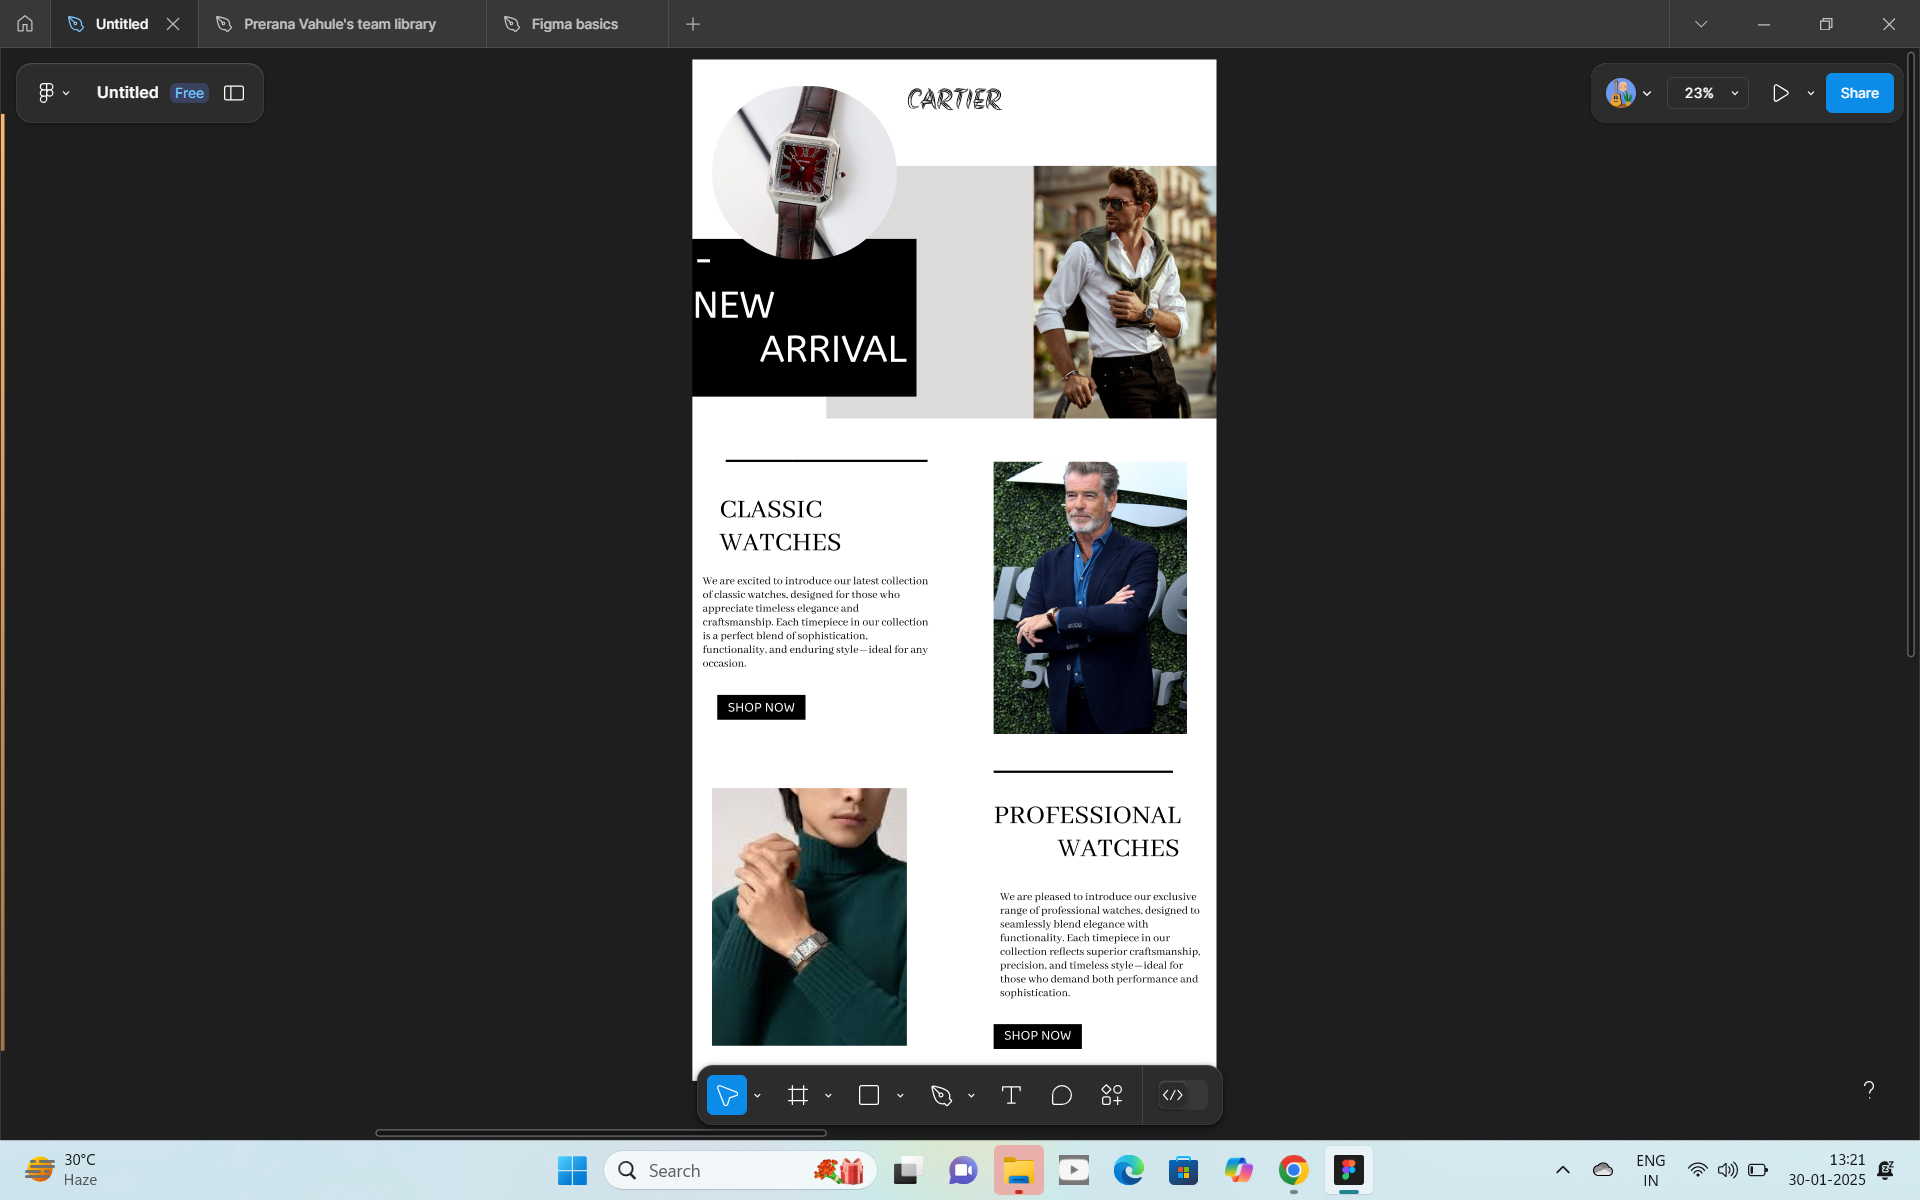 Untitled
Prerana Vahule's team library
Figma basics
Untitled
Free
23%
Share
CARTIER
-
NEW
ARRIVAL
CLASSIC
WATCHES
We are excited to introduce our latest collection
of classic watches, designed for those who
appreciate timeless elegance and
craftsmanship. Each timepiece in our collection
is a perfect blend of sophistication,
functionality, and enduring style—ideal for any
occasion.
SHOP NOW
PROFESSIONAL
WATCHES
We are pleased to introduce our exclusive
range of professional watches, designed to
seamlessly blend elegance with
functionality. Each timepiece in our
collection reflects superior craftsmanship,
precision, and timeless style—ideal for
those who demand both performance and
sophistication.
SHOP NOW
?
30°C
Haze
Search
ENG
IN
13:21
30-01-2025